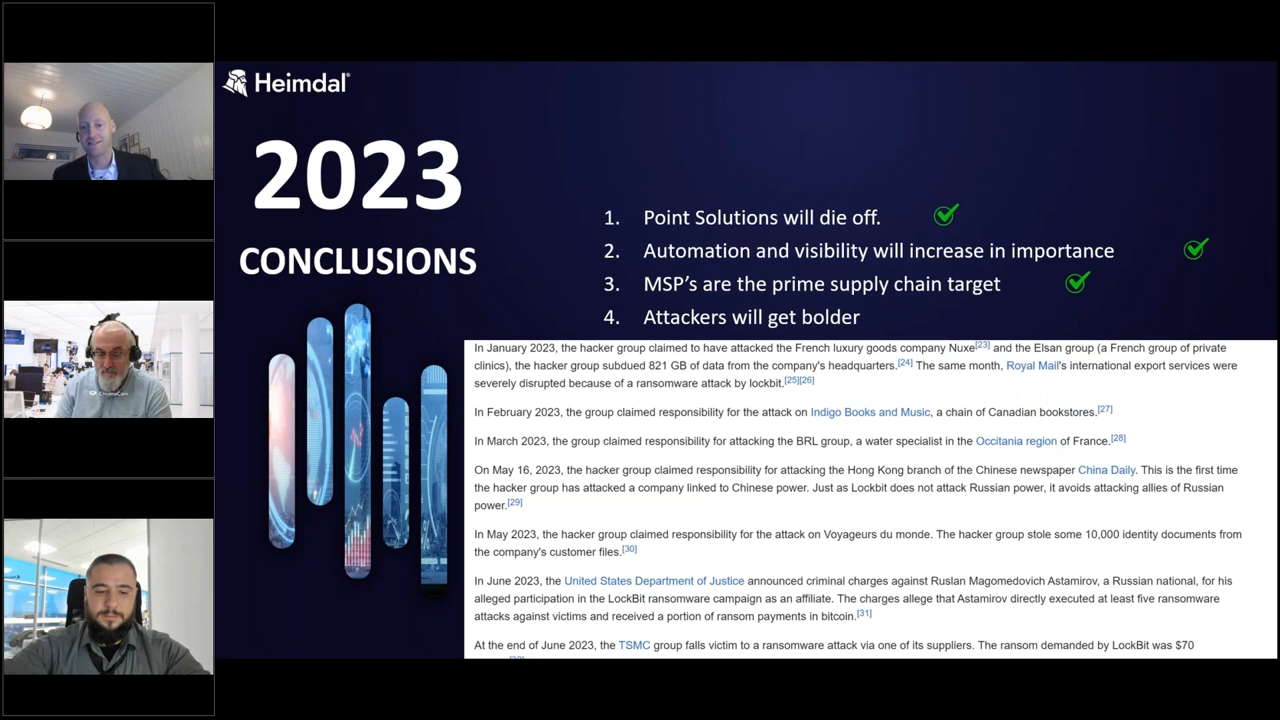 Heimdal®
2023
CONCLUSIONS
1. Point Solutions will die off.
2. Automation and visibility will increase in importance
3. MSP's are the prime supply chain target
4. Attackers will get bolder
In January 2023, the hacker group claimed to have attacked the French luxury goods company Nuxe[23] and the Elsan group (a French group of private
clinics), the hacker group subdued 821 GB of data from the company's headquarters.[24] The same month, Royal Mail's international export services were
severely disrupted because of a ransomware attack by lockbit.[25][26]
In February 2023, the group claimed responsibility for the attack on Indigo Books and Music, a chain of Canadian bookstores.[27]
In March 2023, the group claimed responsibility for attacking the BRL group, a water specialist in the Occitania region of France.[28]
On May 16, 2023, the hacker group claimed responsibility for attacking the Hong Kong branch of the Chinese newspaper China Daily. This is the first time
the hacker group has attacked a company linked to Chinese power. Just as Lockbit does not attack Russian power, it avoids attacking allies of Russian
power.[29]
In May 2023, the hacker group claimed responsibility for the attack on Voyageurs du monde. The hacker group stole some 10,000 identity documents from
the company's customer files.[30]
In June 2023, the United States Department of Justice announced criminal charges against Ruslan Magomedovich Astamirov, a Russian national, for his
alleged participation in the LockBit ransomware campaign as an affiliate. The charges allege that Astamirov directly executed at least five ransomware
attacks against victims and received a portion of ransom payments in bitcoin.[31]
At the end of June 2023, the TSMC group falls victim to a ransomware attack via one of its suppliers. The ransom demanded by LockBit was $70
ChromaCam